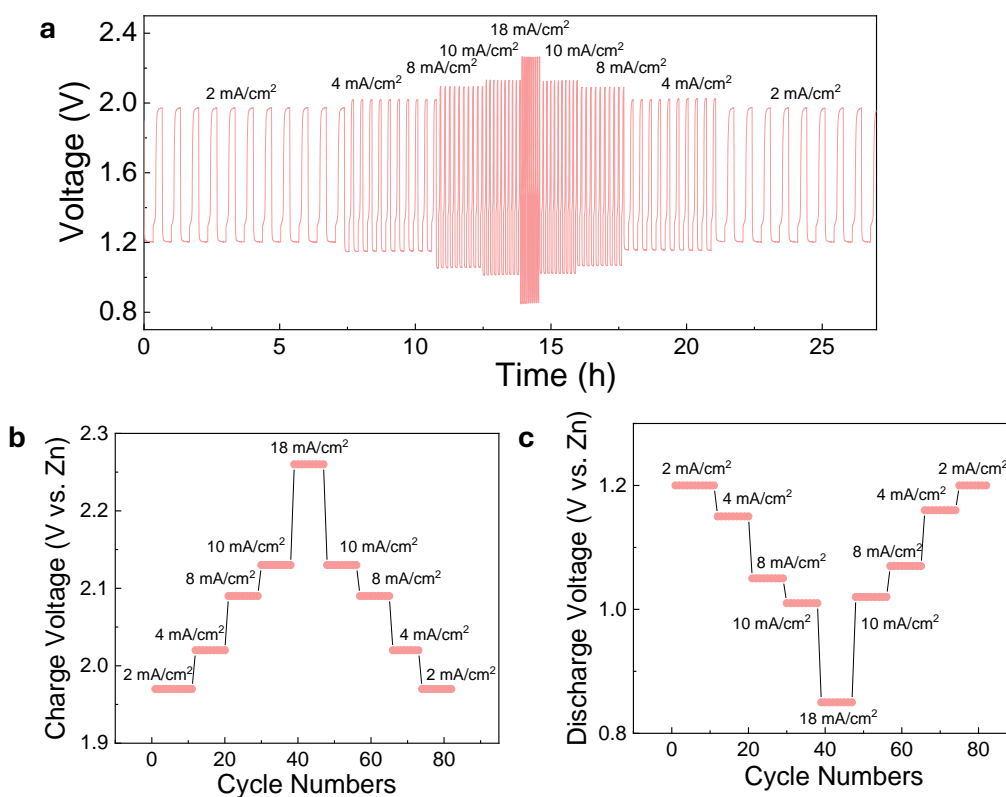 a
18 mA/cm²
10 mA/cm² 10 mA/cm²
8 mA/cm² 8 mA/cm²
2 mA/cm² 4 mA/cm² 4 mA/cm² 2 mA/cm²
2.4
2.0
1.6
1.2
0.8
Voltage (V)
0 5 10 15 20 25
Time (h)
b
18 mA/cm²
10 mA/cm² 10 mA/cm²
8 mA/cm² 8 mA/cm²
4 mA/cm² 4 mA/cm²
2 mA/cm² 2 mA/cm²
2.3
2.2
2.1
2.0
1.9
Charge Voltage (V vs. Zn)
0 20 40 60 80
Cycle Numbers
c
2 mA/cm² 2 mA/cm²
4 mA/cm² 4 mA/cm²
8 mA/cm² 8 mA/cm²
10 mA/cm² 10 mA/cm²
18 mA/cm²
1.2
1.0
0.8
Discharge Voltage (V vs. Zn)
0 20 40 60 80
Cycle Numbers